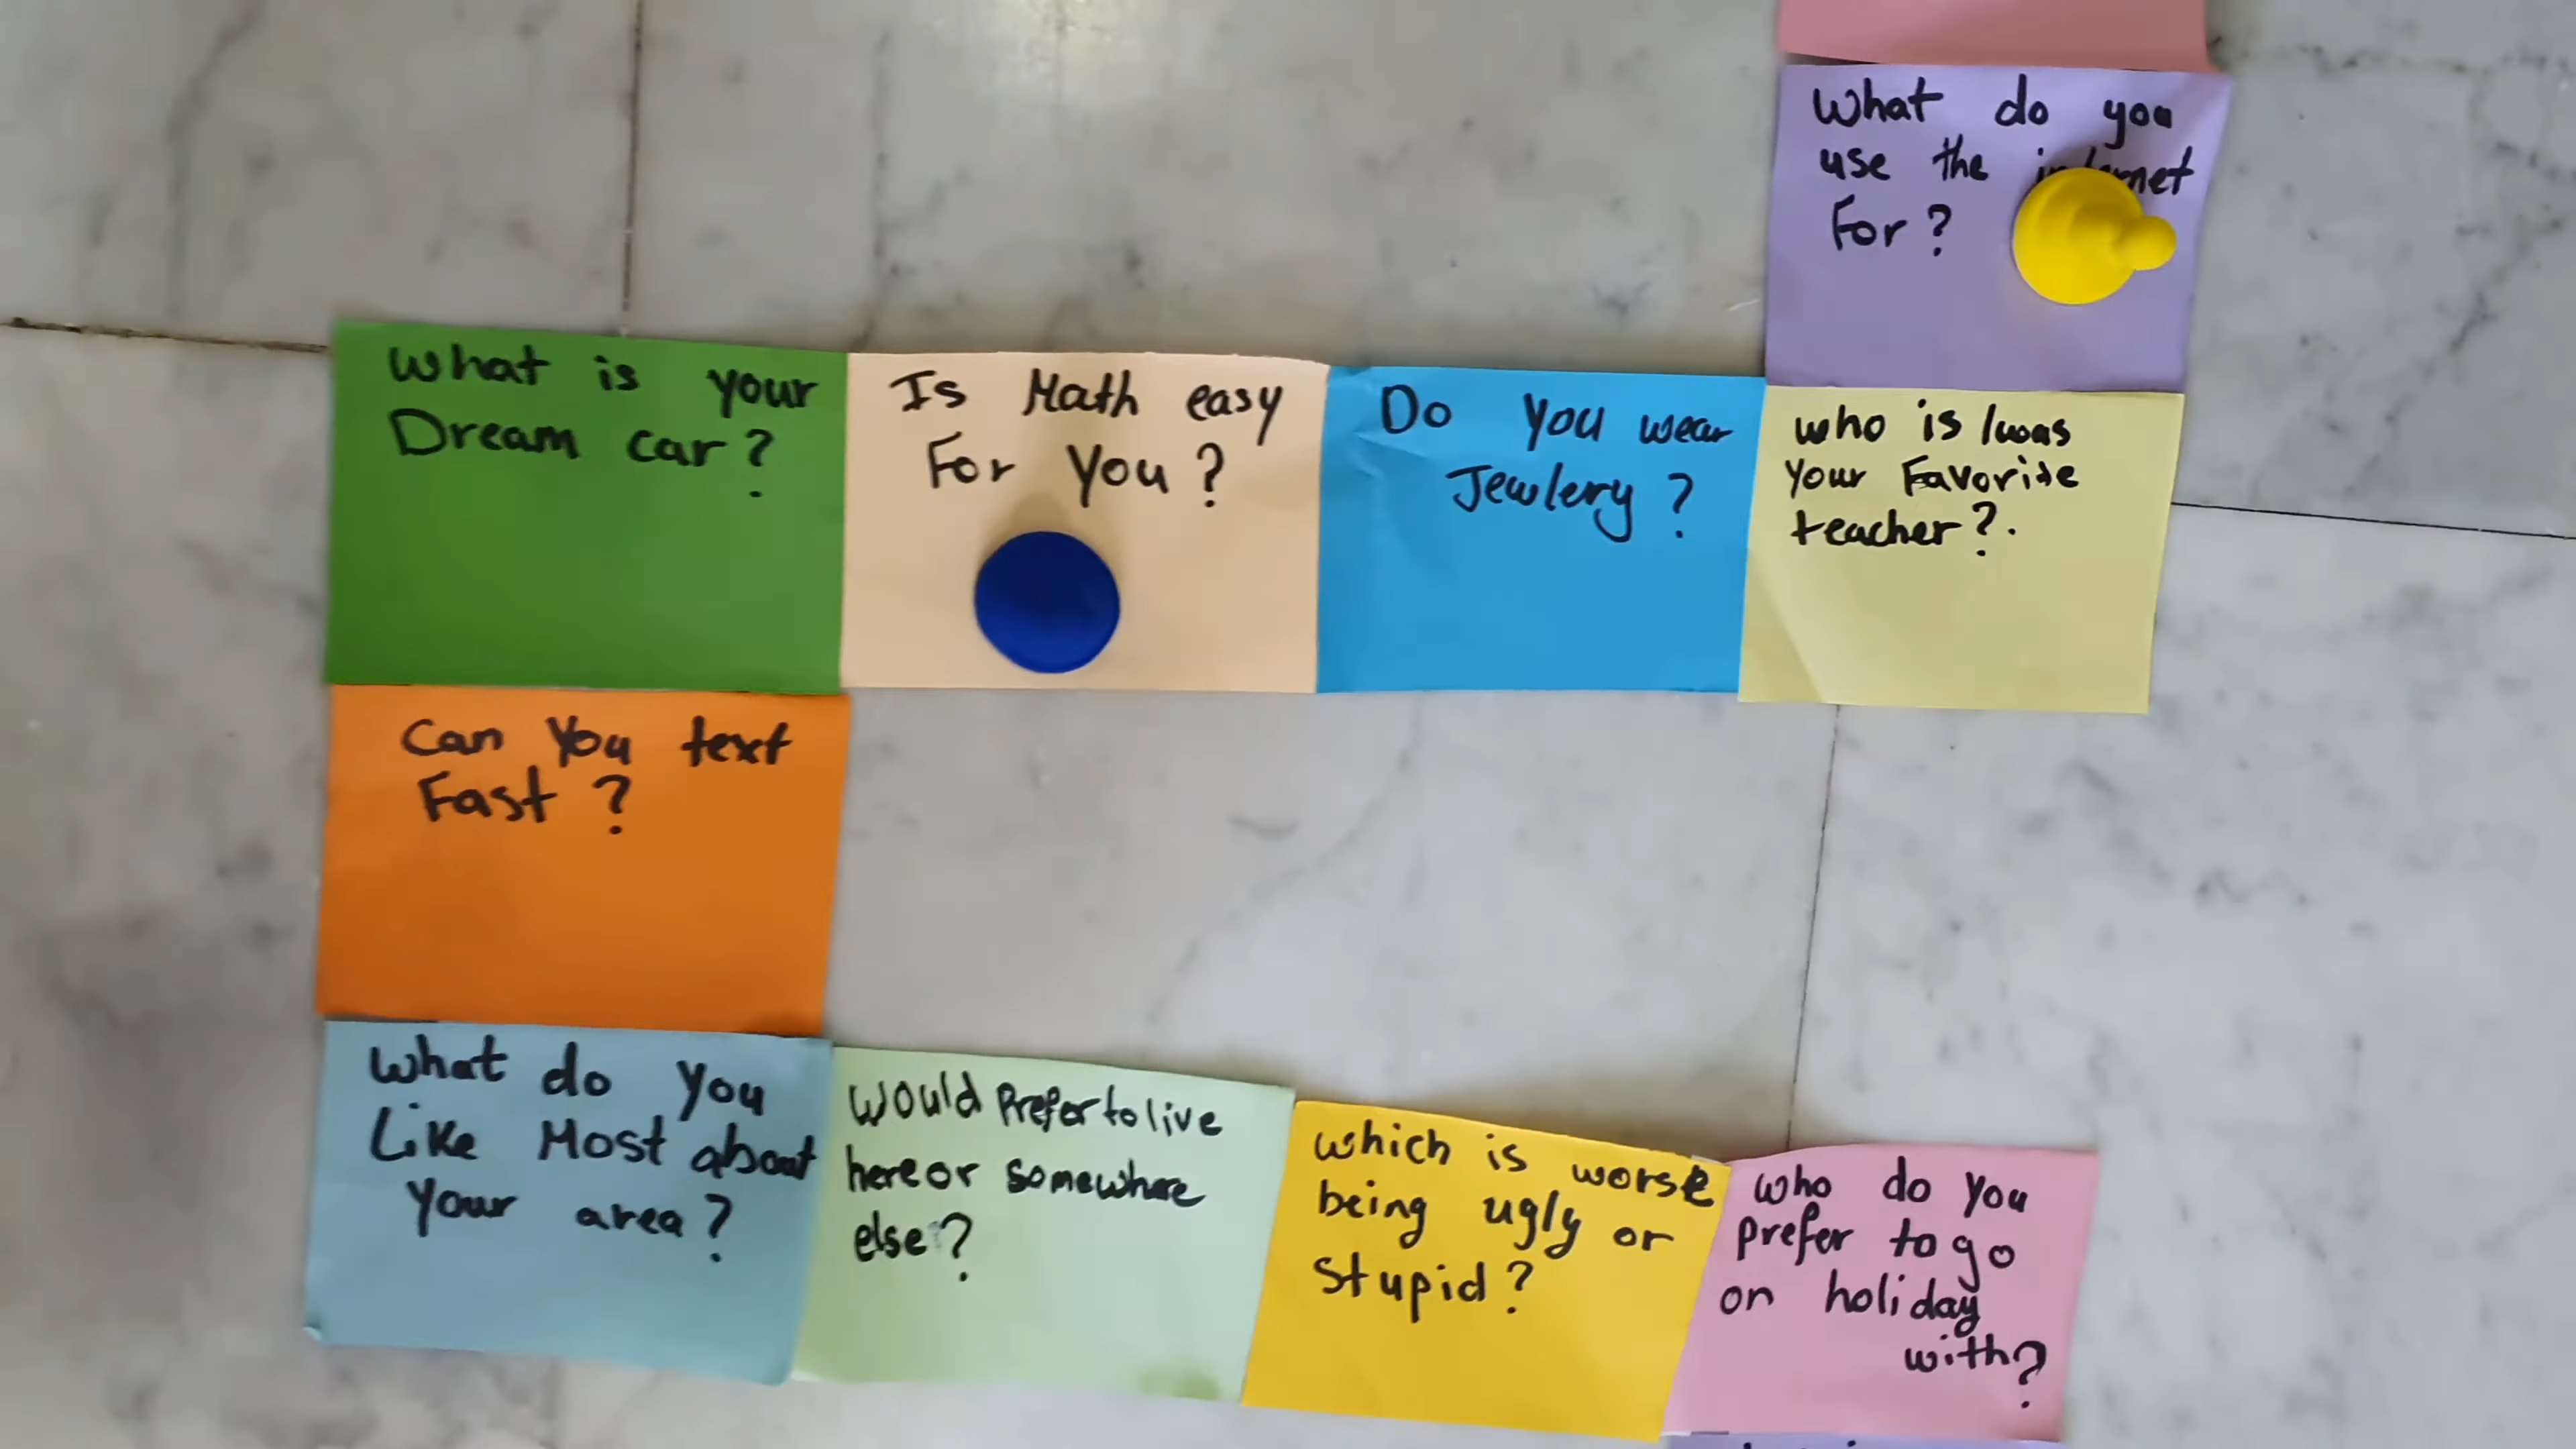 What do you
use the internet
For?
What is your
Dream car?
Is Math easy
For You?
Do You wear
Jewlery?
who is/was
your Favorite
teacher?.
Can You text
Fast?
What do you
Like Most about
Your area?
Would Prefer to live
here or somewhere
else?
which is worse
being ugly or
stupid?
who do you
prefer to go
on holiday
with?